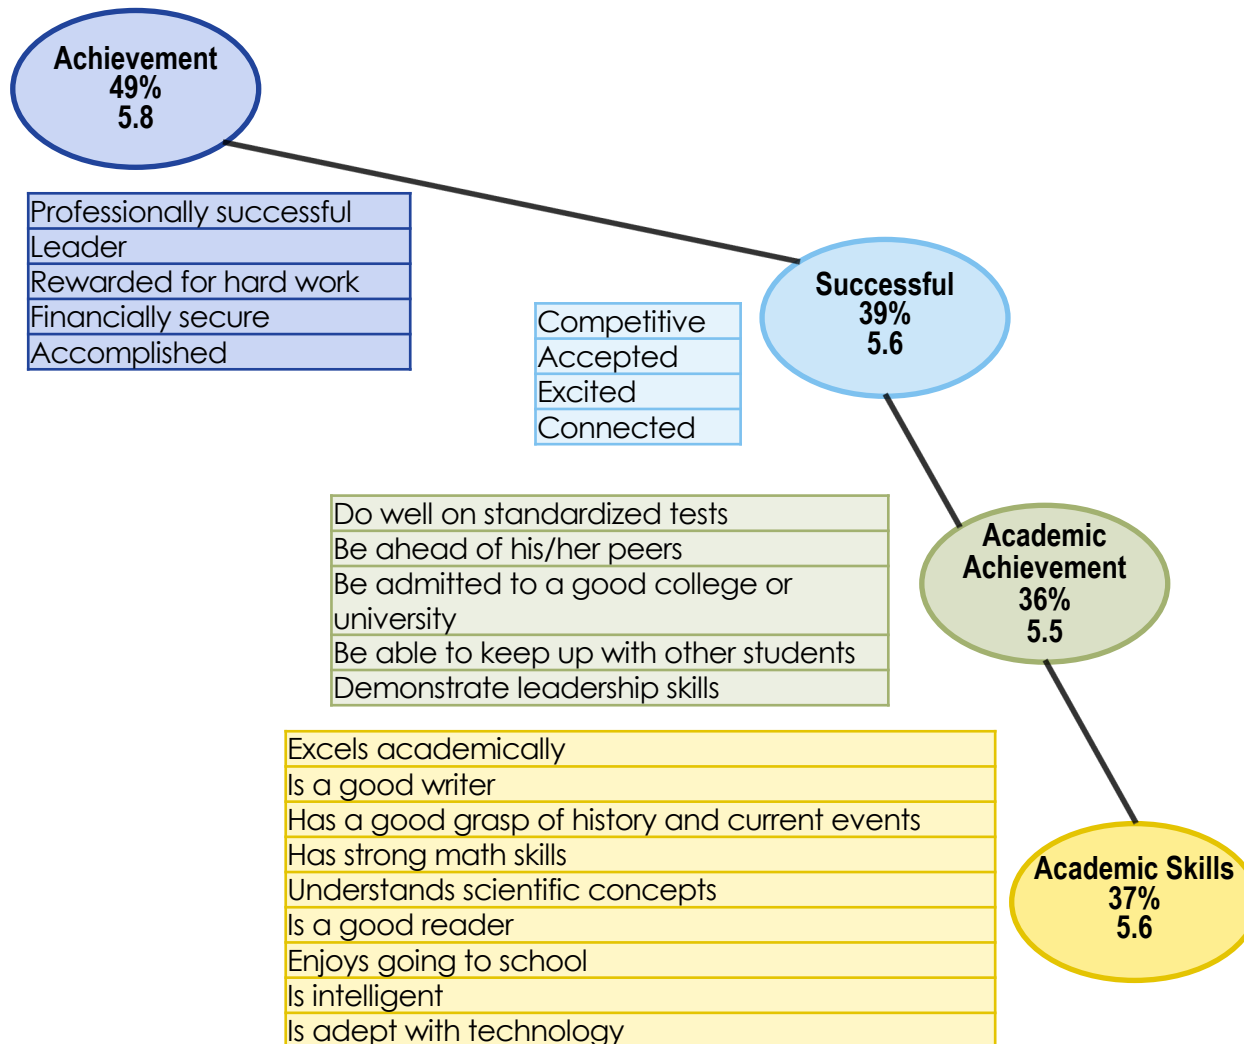 Achievement
49%
5.8
Professionally successful
Leader
Rewarded for hard work
Financially secure
Accomplished
Successful
39%
5.6
Competitive
Accepted
Excited
Connected
Do well on standardized tests
Be ahead of his/her peers
Be admitted to a good college or
university
Be able to keep up with other students
Demonstrate leadership skills
Academic
Achievement
36%
5.5
Excels academically
Is a good writer
Has a good grasp of history and current events
Has strong math skills
Understands scientific concepts
Is a good reader
Enjoys going to school
Is intelligent
Is adept with technology
Academic Skills
37%
5.6